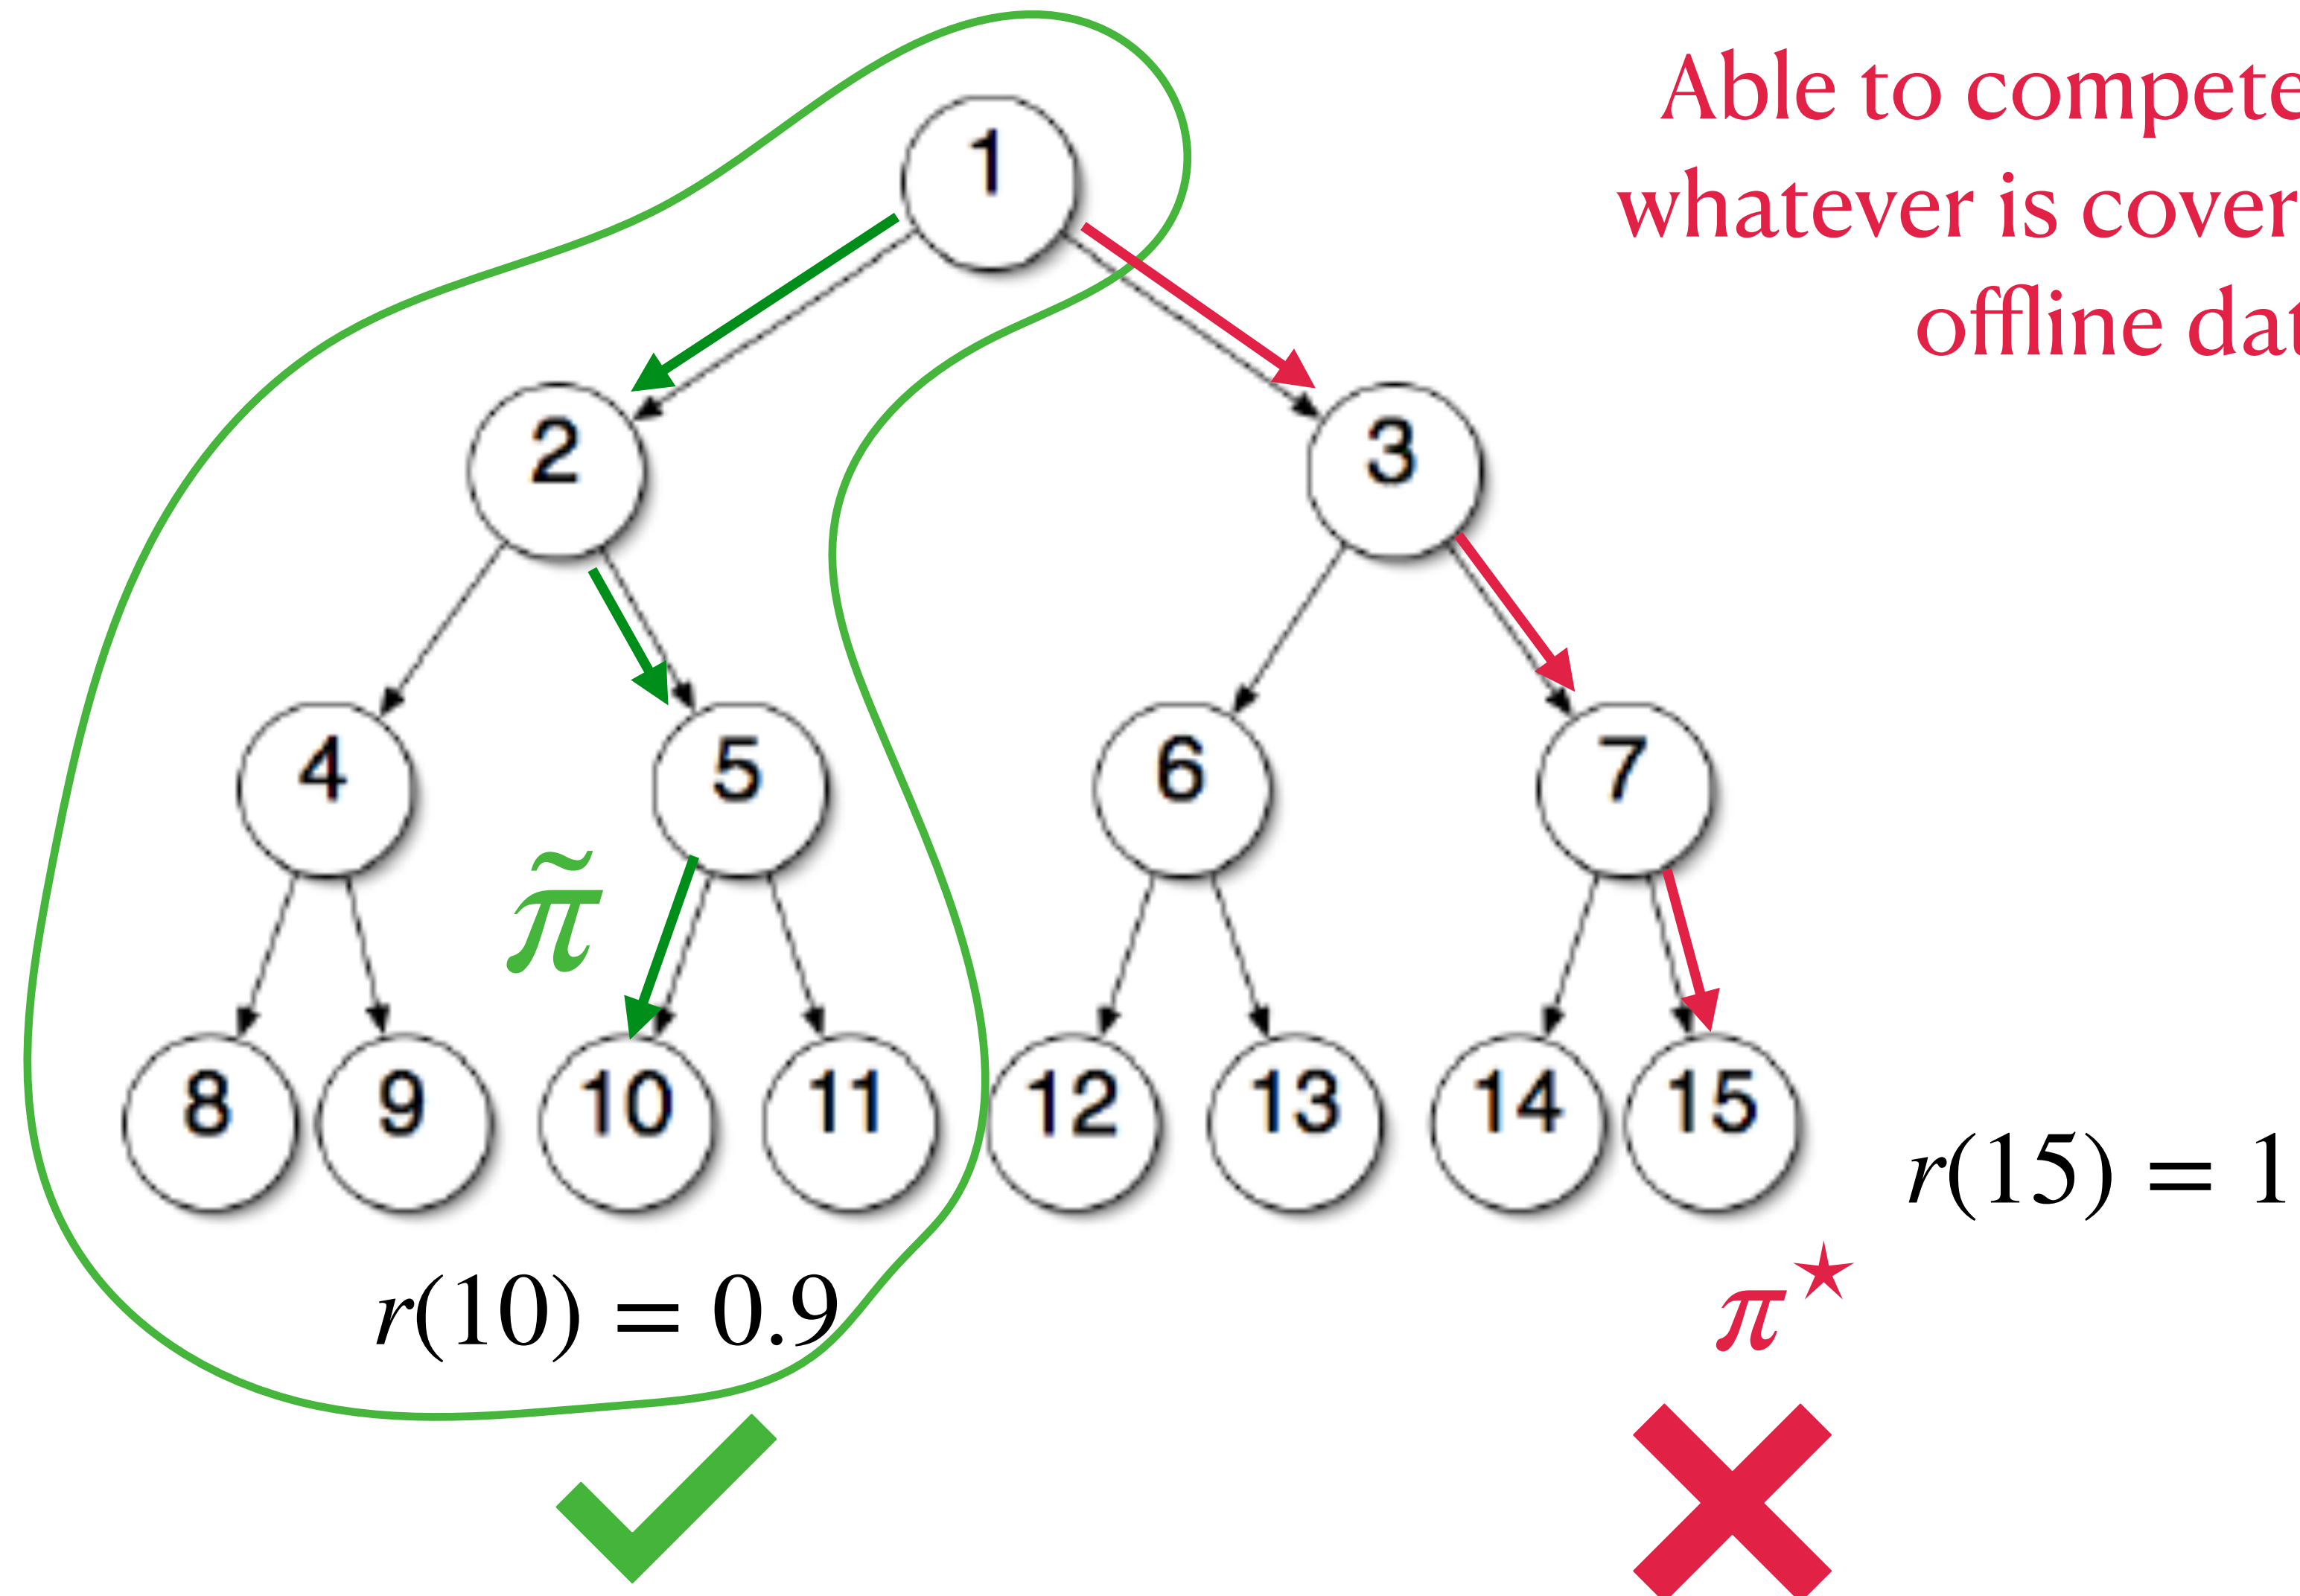 Able to compete
whatever is cover
offline dat
1
2
3
4
5
6
7
π̃
8
9
10
11
12
13
14
15
r(15) = 1
r(10) = 0.9
π★